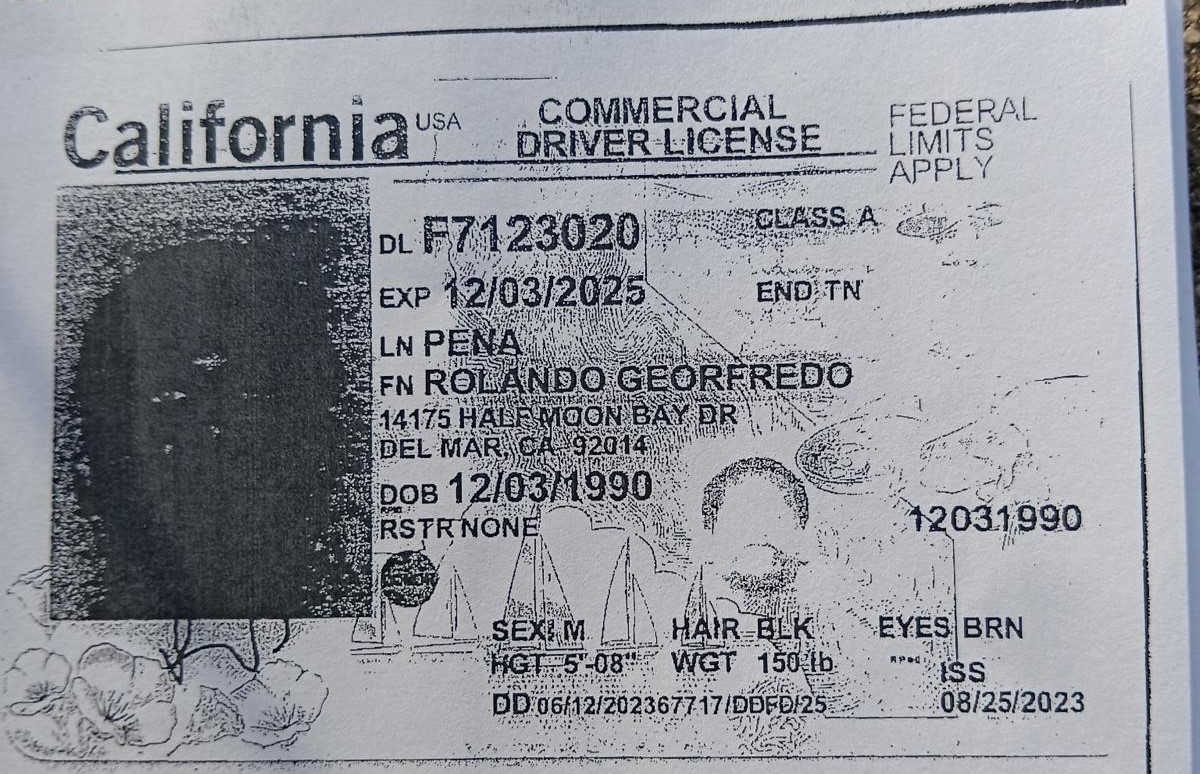 California USA
COMMERCIAL
DRIVER LICENSE
FEDERAL
LIMITS
APPLY
DL F7123020
CLASS A
EXP 12/03/2025
END TN
LN PENA
FN ROLANDO GEORFREDO
14175 HALF MOON BAY DR
DEL MAR, CA 92014
DOB 12/03/1990
RSTR NONE
12031990
DONOR
SEX M HAIR BLK EYES BRN
HGT 5'-08" WGT 150 lb
ISS
DD 06/12/202367717/DDFD/25
08/25/2023